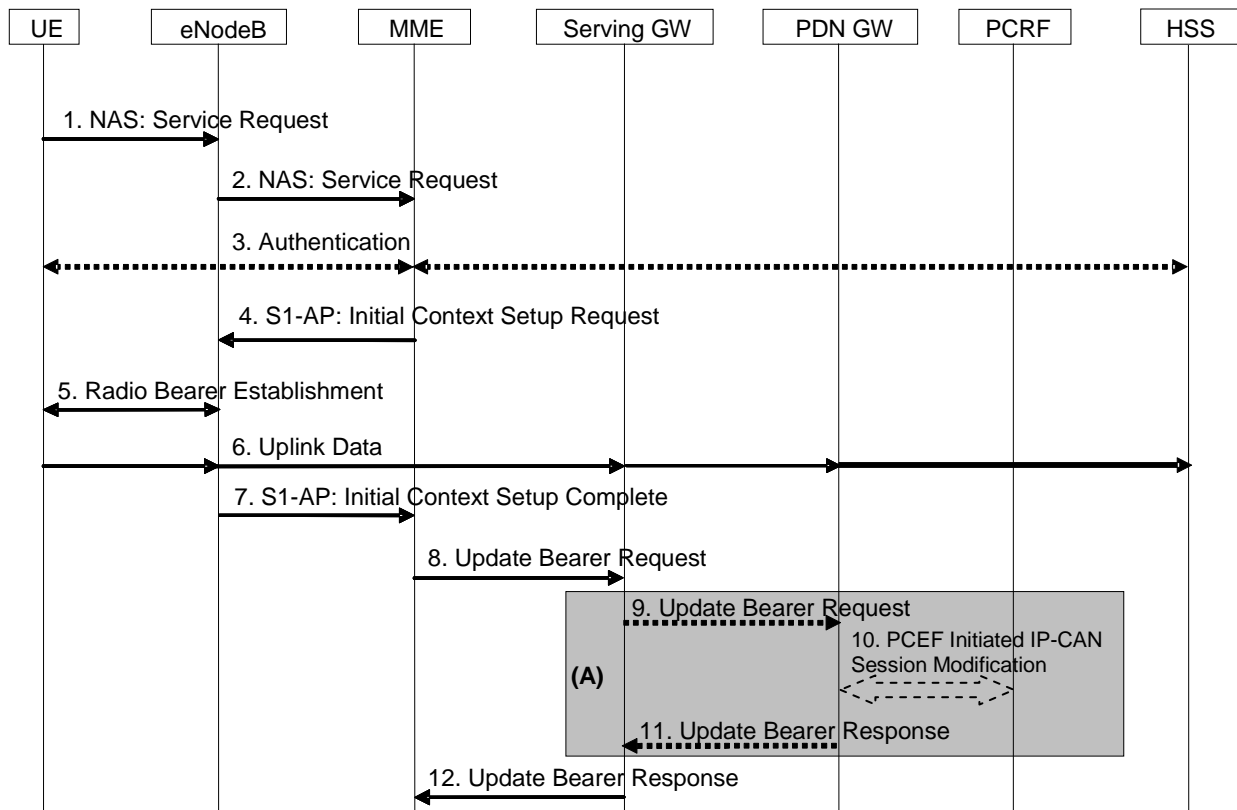 UE
eNodeB
MME
Serving GW
PDN GW
PCRF
HSS
1. NAS: Service Request
2. NAS: Service Request
3. Authentication
4. S1-AP: Initial Context Setup Request
5. Radio Bearer Establishment
6. Uplink Data
7. S1-AP: Initial Context Setup Complete
8. Update Bearer Request
9. Update Bearer Request
10. PCEF Initiated IP-CAN
Session Modification
(A)
11. Update Bearer Response
12. Update Bearer Response